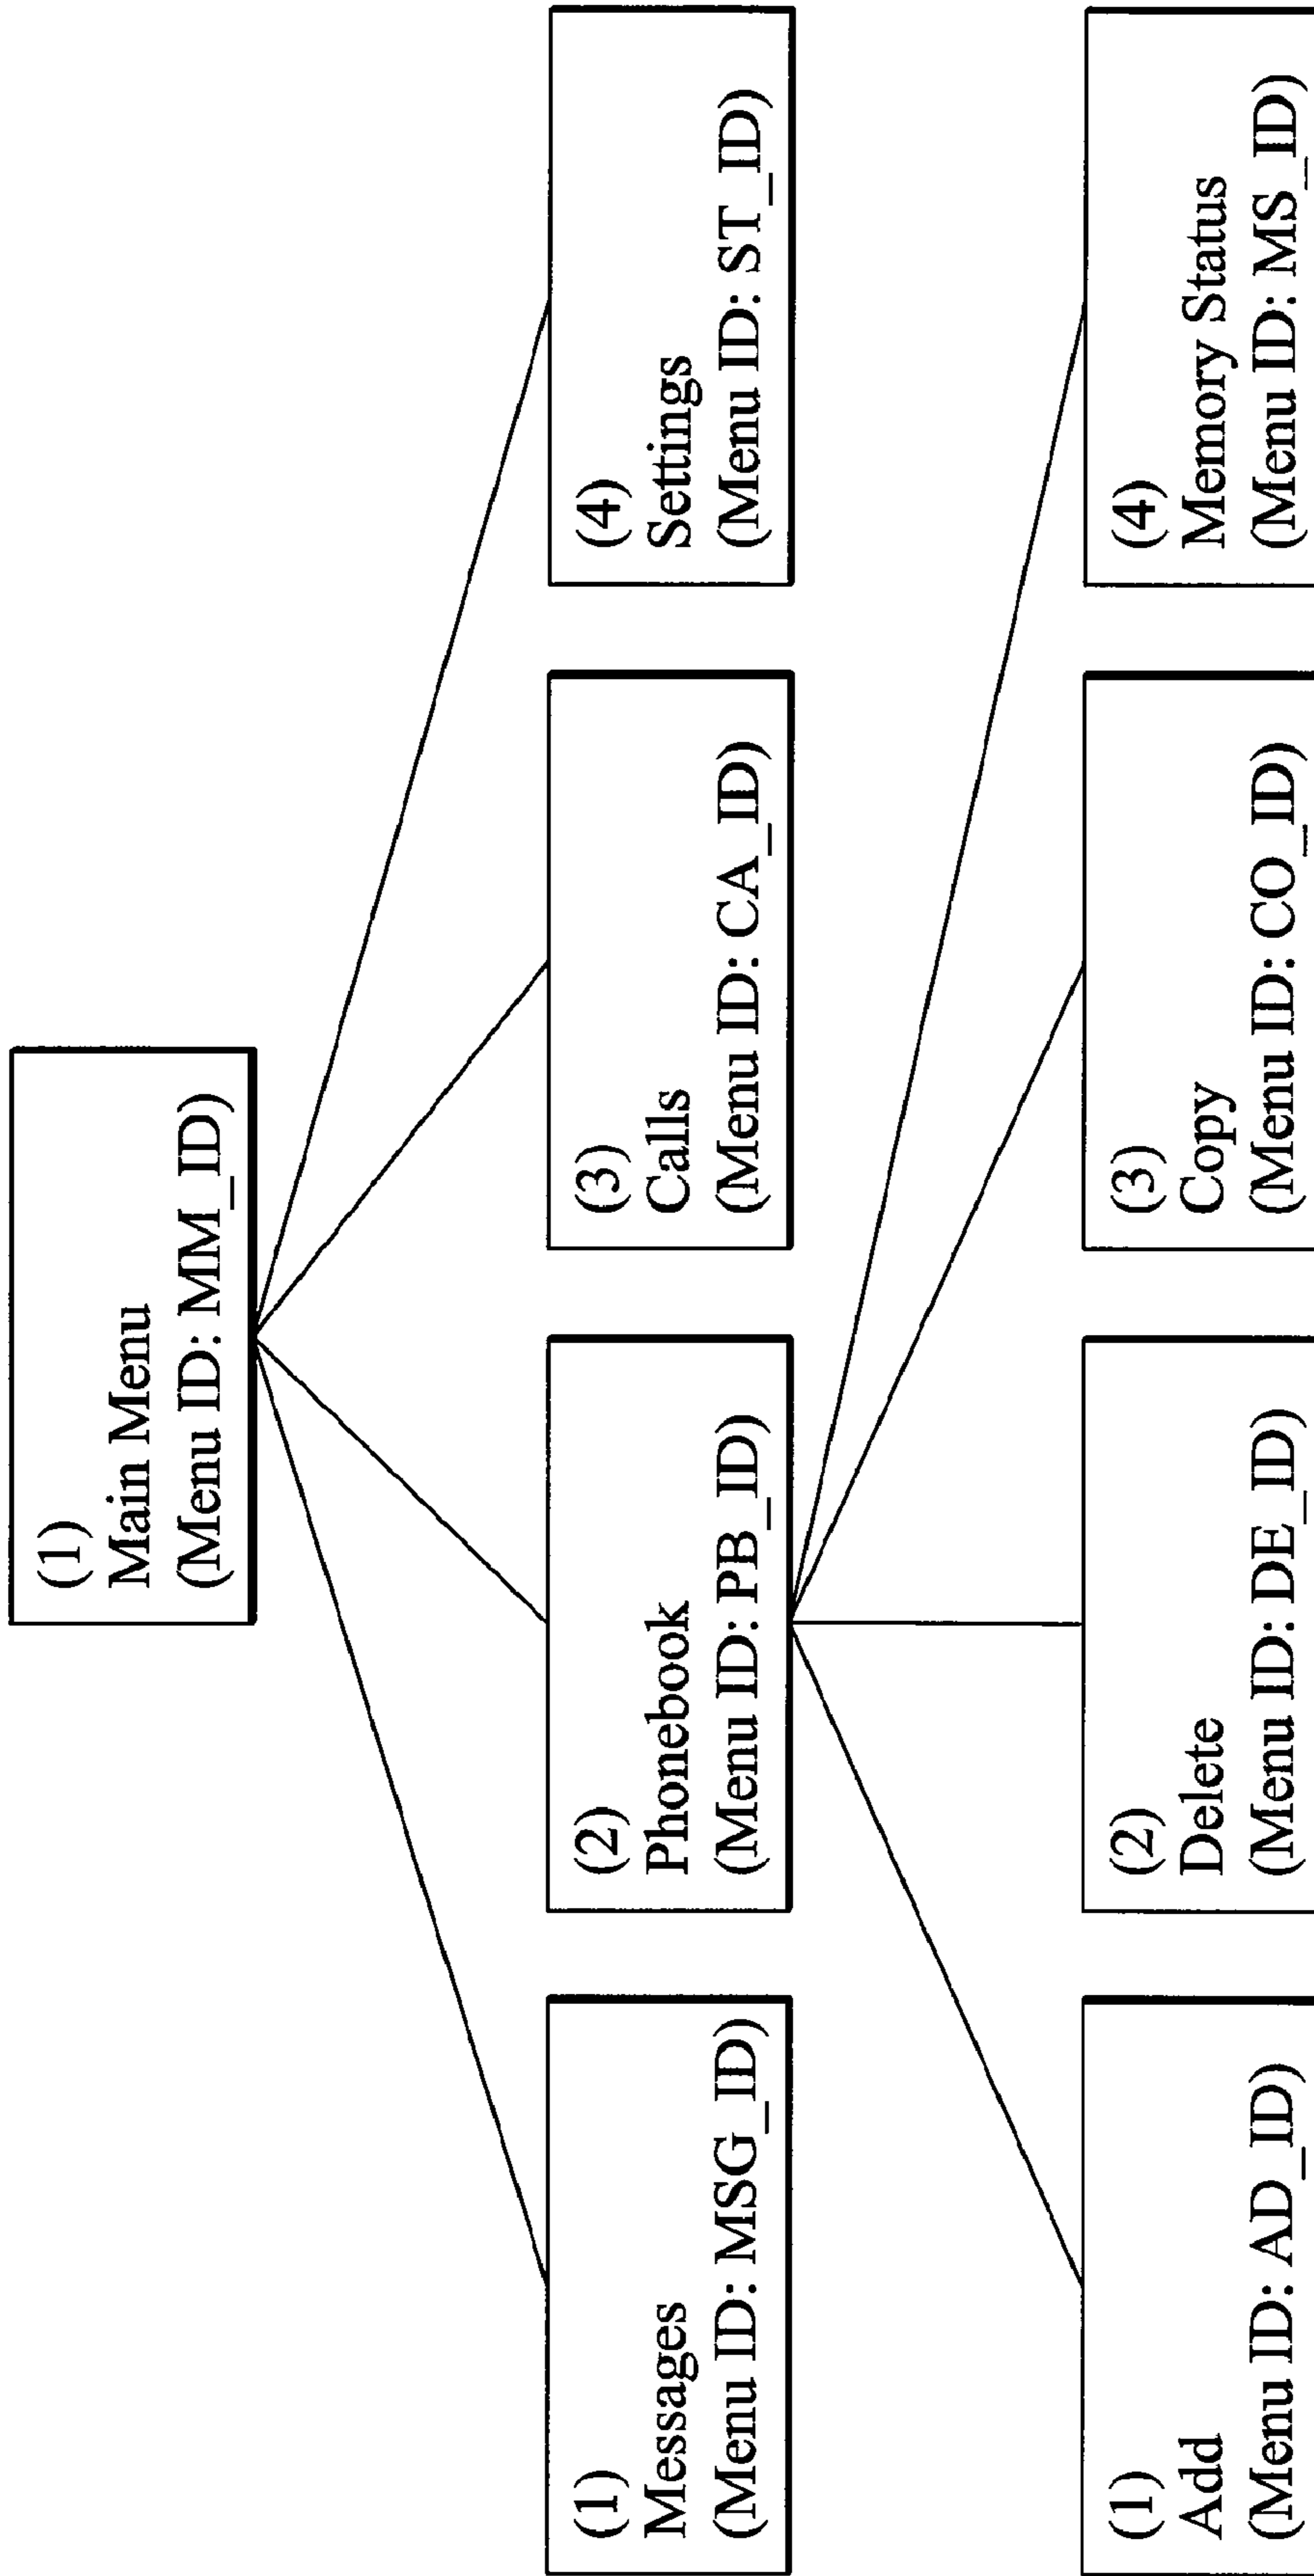 (1)
Main Menu
(Menu ID: MM_ID)
(1)
Messages
(Menu ID: MSG_ID)
(2)
Phonebook
(Menu ID: PB_ID)
(3)
Calls
(Menu ID: CA_ID)
(4)
Settings
(Menu ID: ST_ID)
(1)
Add
(Menu ID: AD_ID)
(2)
Delete
(Menu ID: DE_ID)
(3)
Copy
(Menu ID: CO_ID)
(4)
Memory Status
(Menu ID: MS_ID)